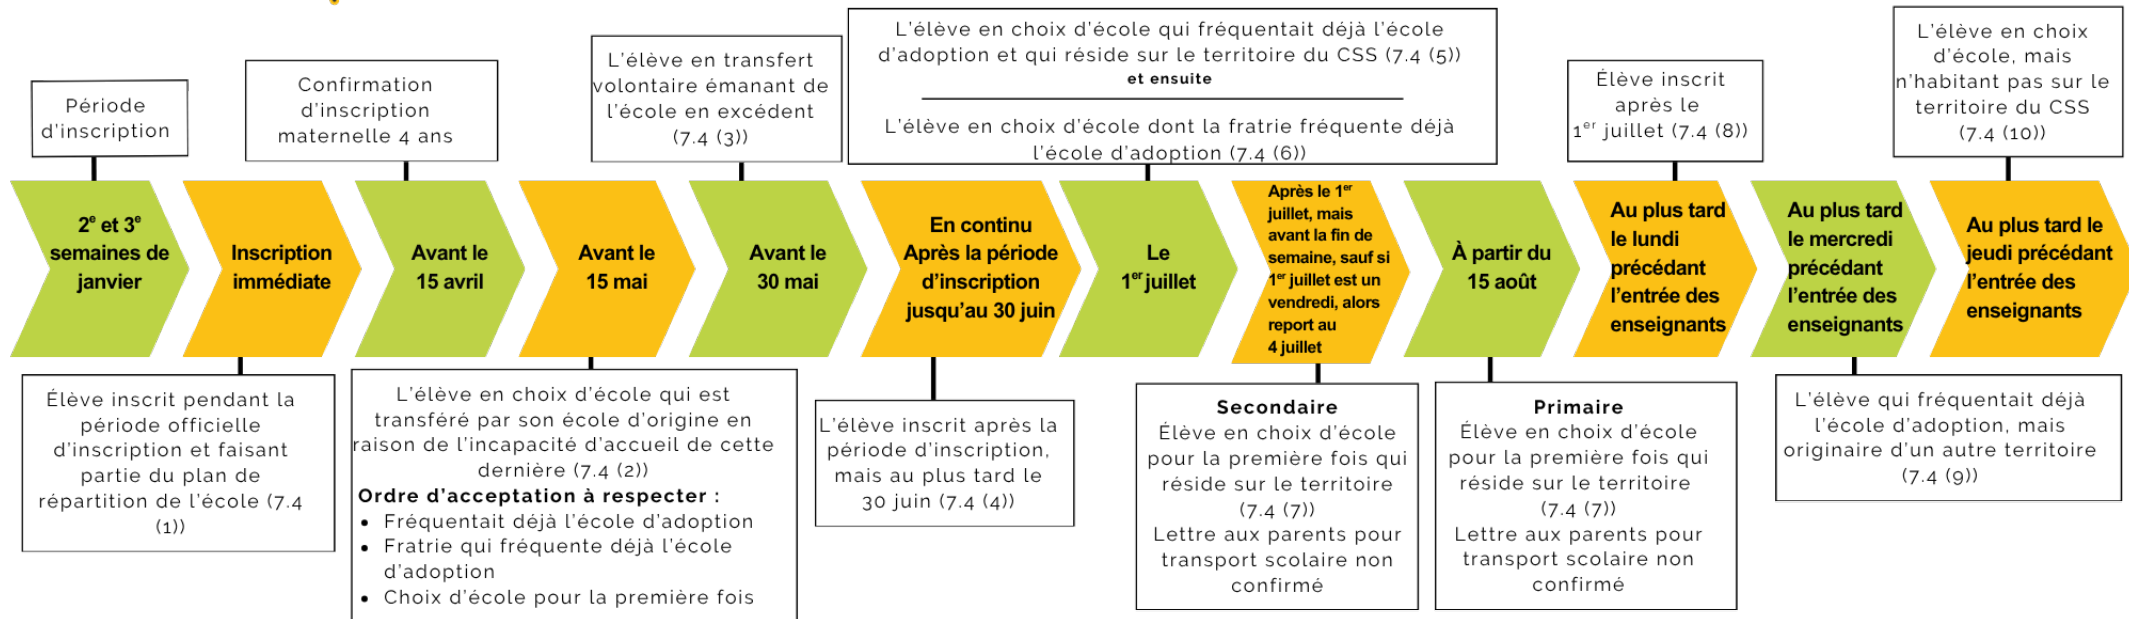 Période
d'inscription
Confirmation
d'inscription
maternelle 4 ans
L'élève en transfert
volontaire émanant de
l'école en excédent
(7.4 (3))
L'élève en choix d'école qui fréquentait déjà l'école
d'adoption et qui réside sur le territoire du CSS (7.4 (5))
et ensuite
L'élève en choix d'école dont la fratrie fréquente déjà
l'école d'adoption (7.4 (6))
Élève inscrit
après le
1er juillet (7.4 (8))
L'élève en choix
d'école, mais
n'habitant pas sur le
territoire du CSS
(7.4 (10))
2e et 3e
semaines de
janvier
Inscription
immédiate
Avant le
15 avril
Avant le
15 mai
Avant le
30 mai
En continu
Après la période
d'inscription
jusqu'au 30 juin
Le
1er juillet
Après le 1er
juillet, mais
avant la fin de
semaine, sauf si
1er juillet est un
vendredi, alors
report au
4 juillet
À partir du
15 août
Au plus tard
le lundi
précédant
l'entrée des
enseignants
Au plus tard
le mercredi
précédant
l'entrée des
enseignants
Au plus tard le
jeudi précédant
l'entrée des
enseignants
Élève inscrit pendant la
période officielle
d'inscription et faisant
partie du plan de
répartition de l'école (7.4
(1))
L'élève en choix d'école qui est
transféré par son école d'origine en
raison de l'incapacité d'accueil de cette
dernière (7.4 (2))
Ordre d'acceptation à respecter :
• Fréquentait déjà l'école d'adoption
• Fratrie qui fréquente déjà l'école
d'adoption
• Choix d'école pour la première fois
L'élève inscrit après la
période d'inscription,
mais au plus tard le
30 juin (7.4 (4))
Secondaire
Élève en choix d'école
pour la première fois qui
réside sur le territoire
(7.4 (7))
Lettre aux parents pour
transport scolaire non
confirmé
Primaire
Élève en choix d'école
pour la première fois qui
réside sur le territoire
(7.4 (7))
Lettre aux parents pour
transport scolaire non
confirmé
L'élève qui fréquentait déjà
l'école d'adoption, mais
originaire d'un autre territoire
(7.4 (9))